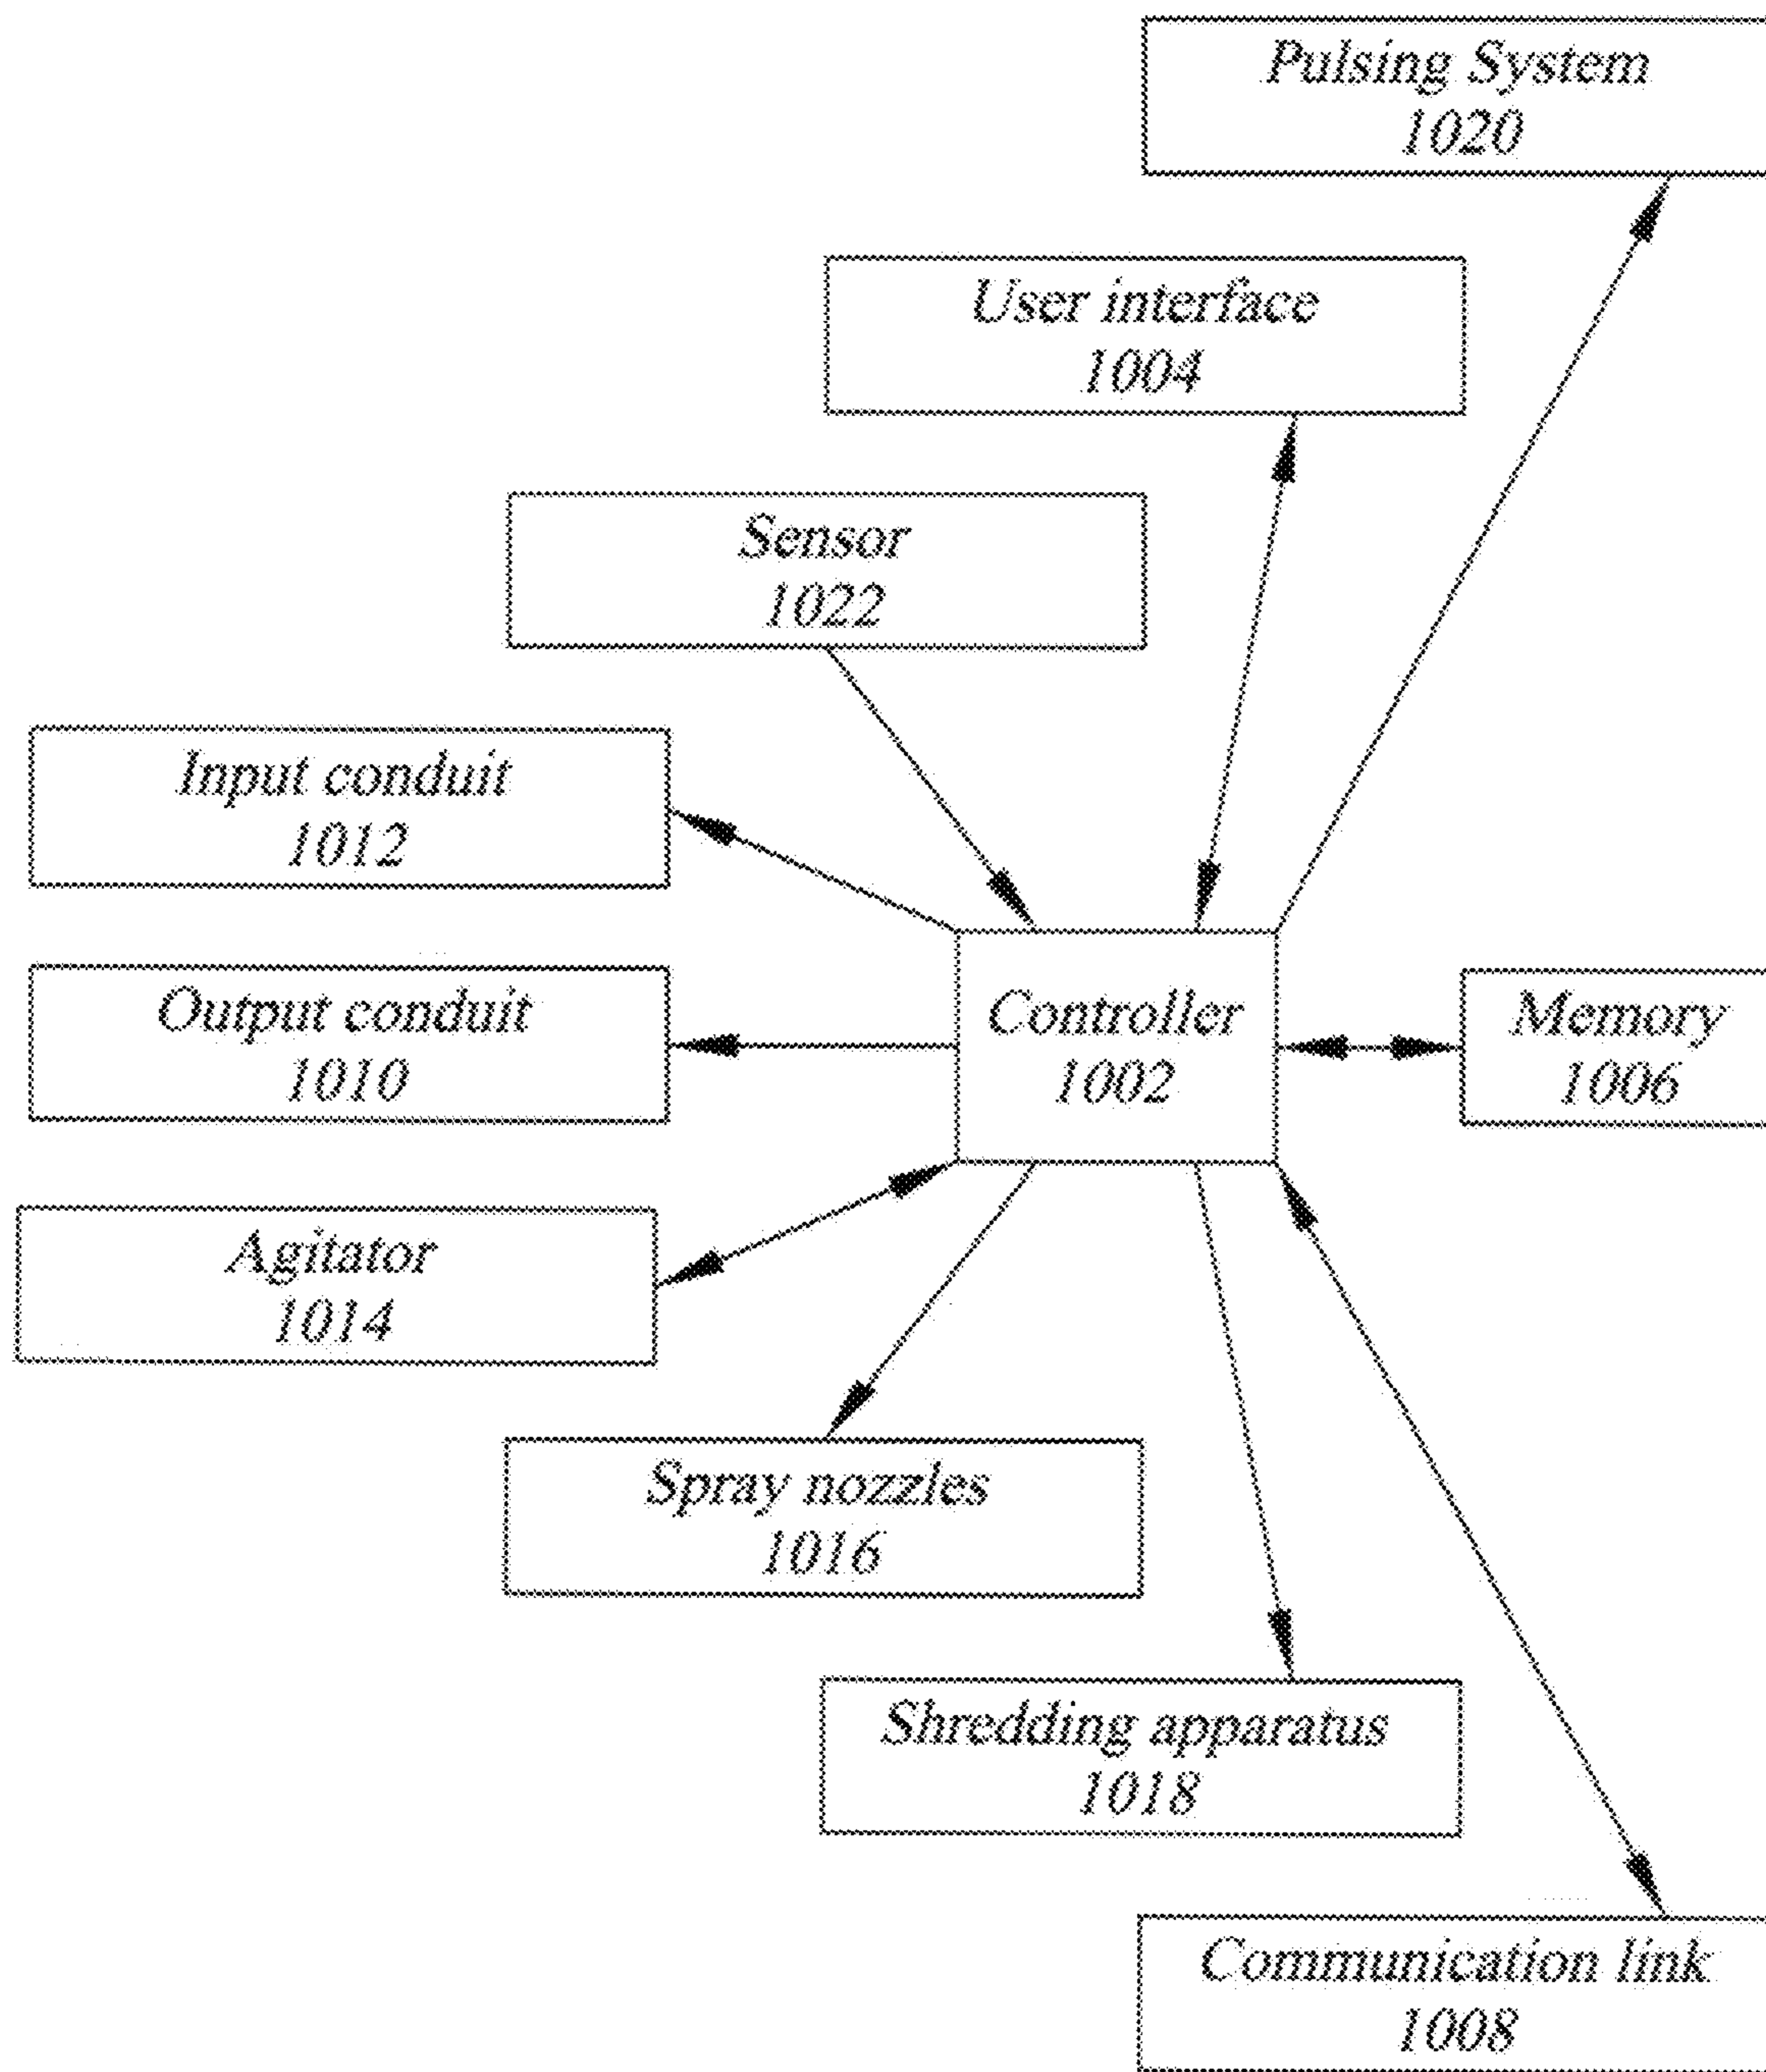 Pulsing System
1020
User interface
1004
Sensor
1022
Input conduit
1012
Output conduit
1010
Controller
1002
Memory
1006
Agitator
1014
Spray nozzles
1016
Shredding apparatus
1018
Communication link
1008